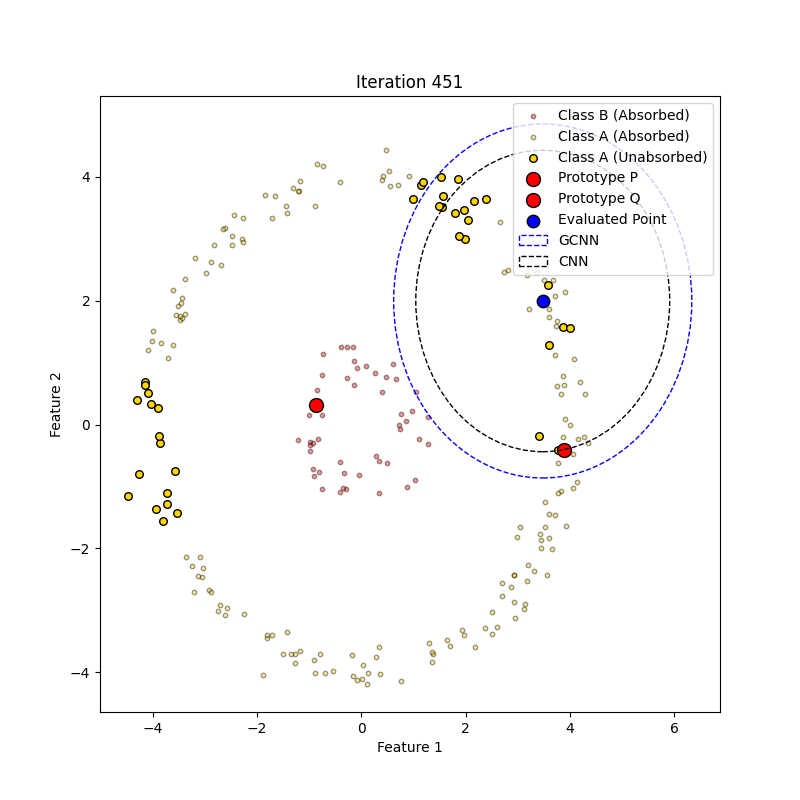 Iteration 451
Class B (Absorbed)
Class A (Absorbed)
Class A (Unabsorbed)
Prototype P
Prototype Q
Evaluated Point
GCNN
CNN
Feature 2
4
2
0
−2
−4
−4
−2
0
2
4
6
Feature 1